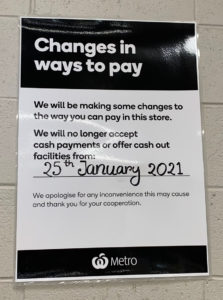 Changes in
ways to pay
We will be making some changes to
the way you can pay in this store.
We will no longer accept
cash payments or offer cash out
facilities from:
25th January 2021
We apologise for any inconvenience this may cause
and thank you for your cooperation.
Metro